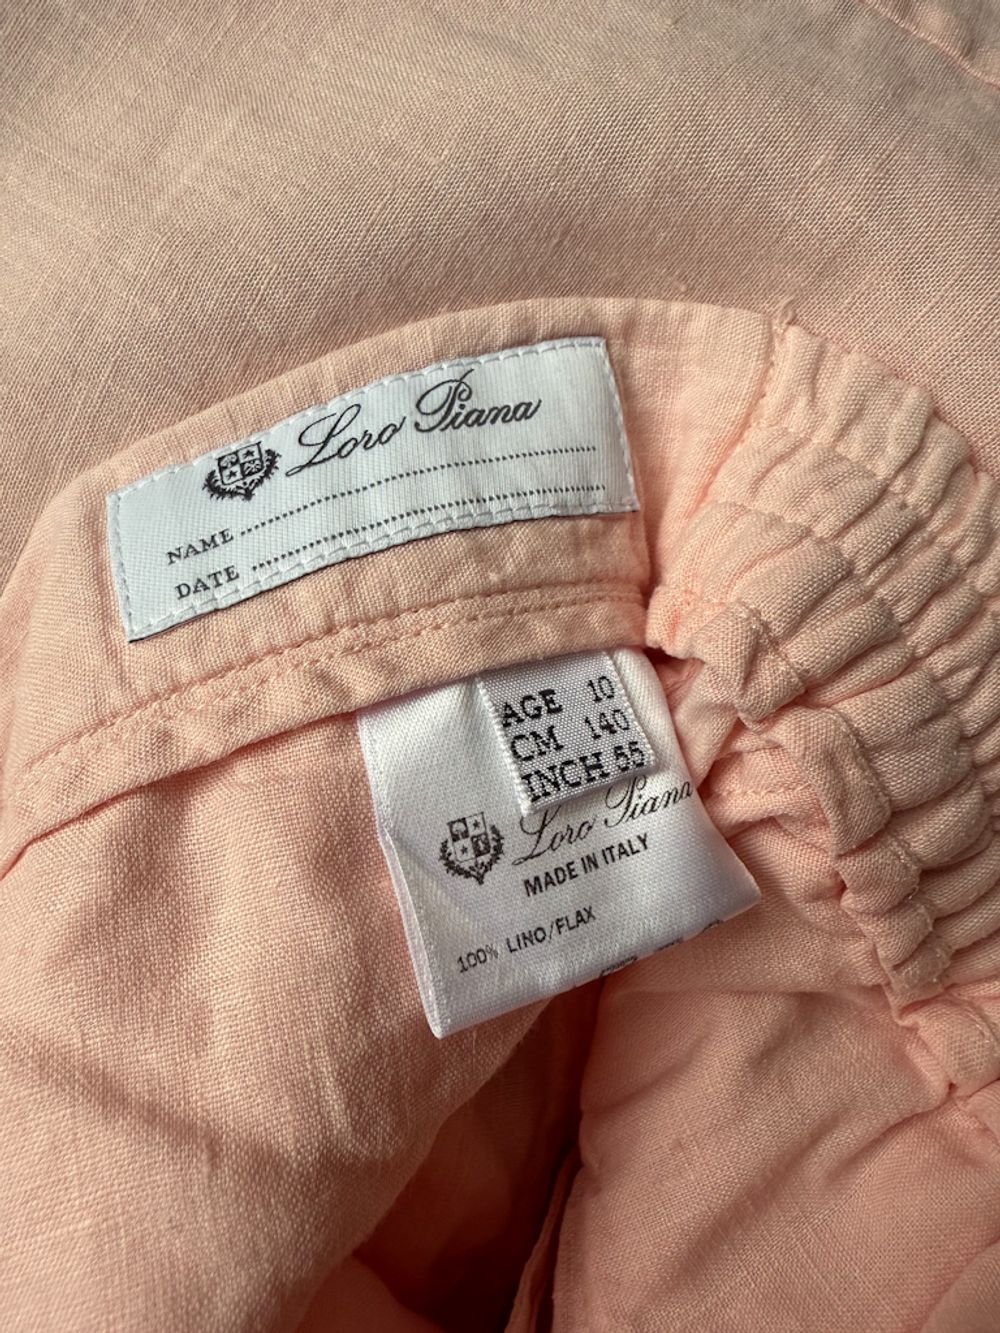 Loro Piana
NAME
DATE
AGE 10
CM 140
INCH 55
Loro Piana
MADE IN ITALY
100% LINO/FLAX